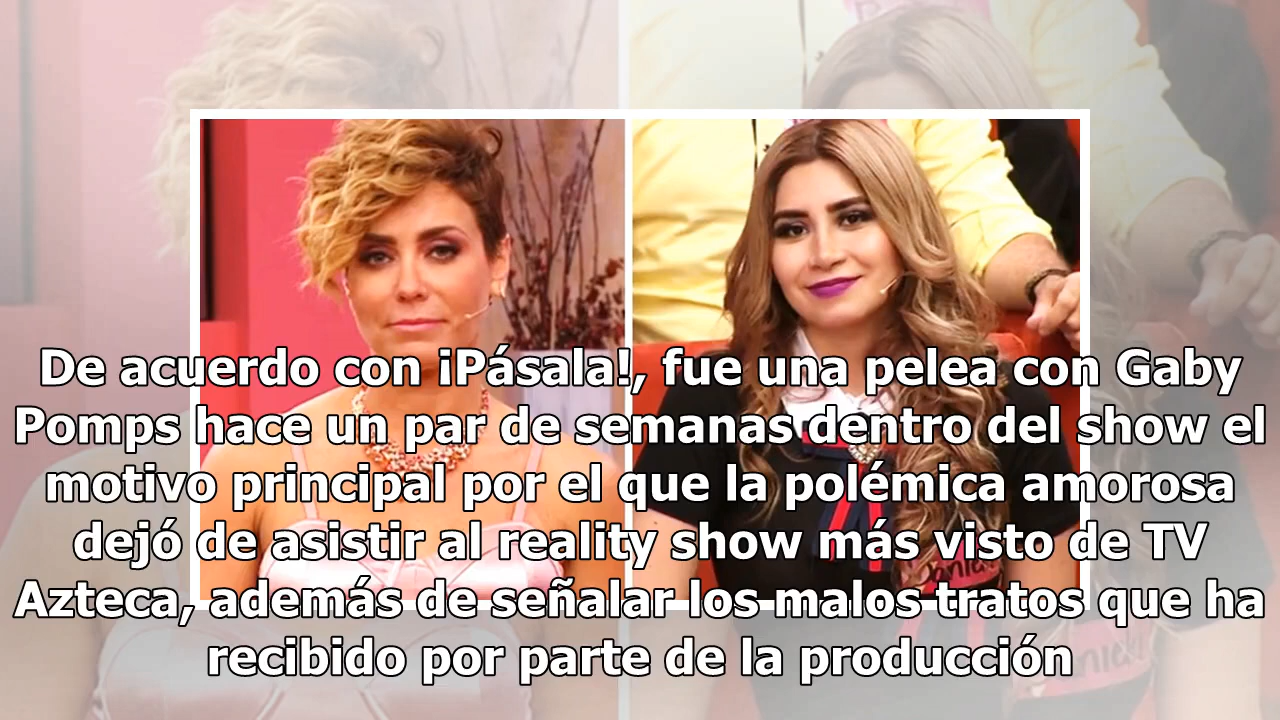 De acuerdo con ¡Pásala!, fue una pelea con Gaby
Pomps hace un par de semanas dentro del show el
motivo principal por el que la polémica amorosa
dejó de asistir al reality show más visto de TV
Azteca, además de señalar los malos tratos que ha
recibido por parte de la producción